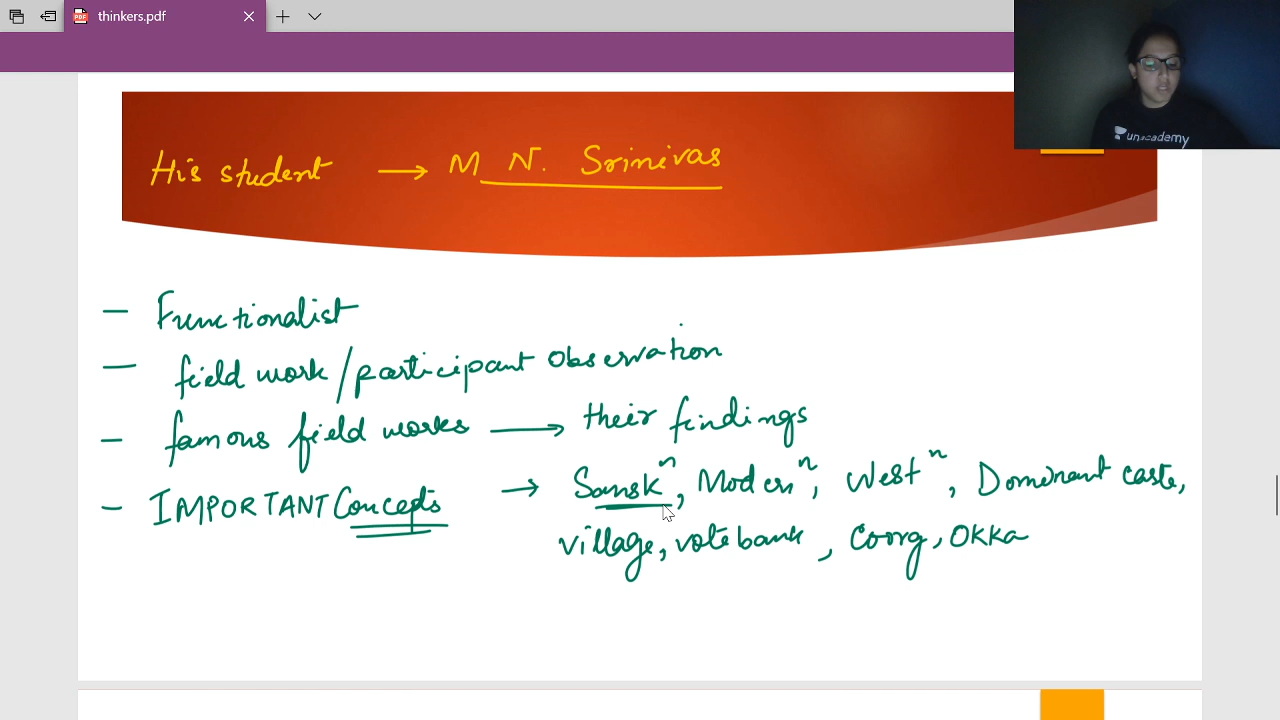 thinkers.pdf
unacademy
His student → M N. Srinivas
- Functionalist
- field work/participant observation
- famous field works → their findings
- IMPORTANT Concepts → Sanskⁿ, Modernⁿ, Westⁿ, Dominant caste,
village, vote bank, Coorg, OKKa